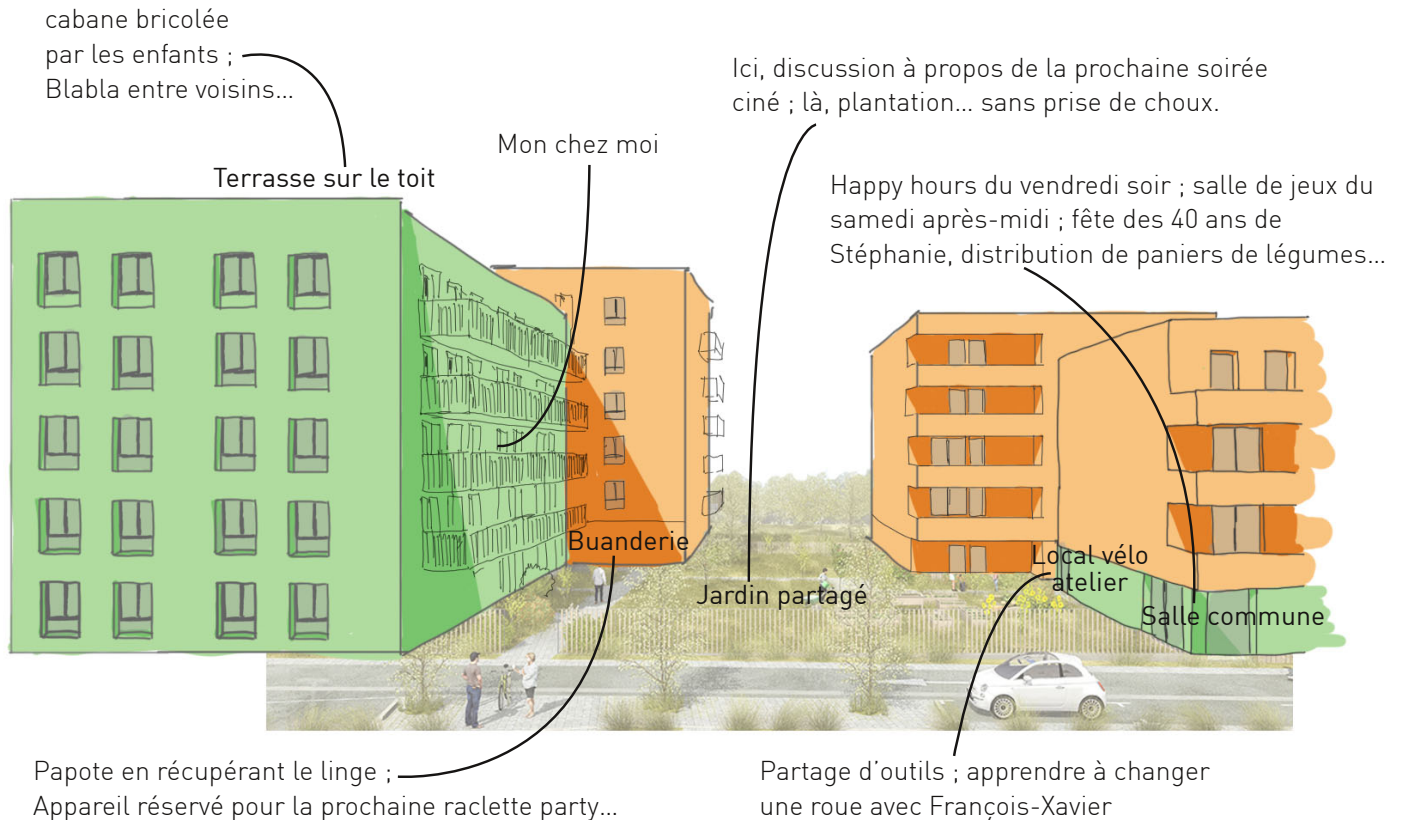 cabane bricolée
par les enfants ;
Blabla entre voisins...
Terrasse sur le toit
Mon chez moi
Ici, discussion à propos de la prochaine soirée
ciné ; là, plantation... sans prise de choux.
Happy hours du vendredi soir ; salle de jeux du
samedi après-midi ; fête des 40 ans de
Stéphanie, distribution de paniers de légumes...
Buanderie
Jardin partagé
Local vélo
atelier
Salle commune
Papote en récupérant le linge ;
Appareil réservé pour la prochaine raclette party...
Partage d'outils ; apprendre à changer
une roue avec François-Xavier